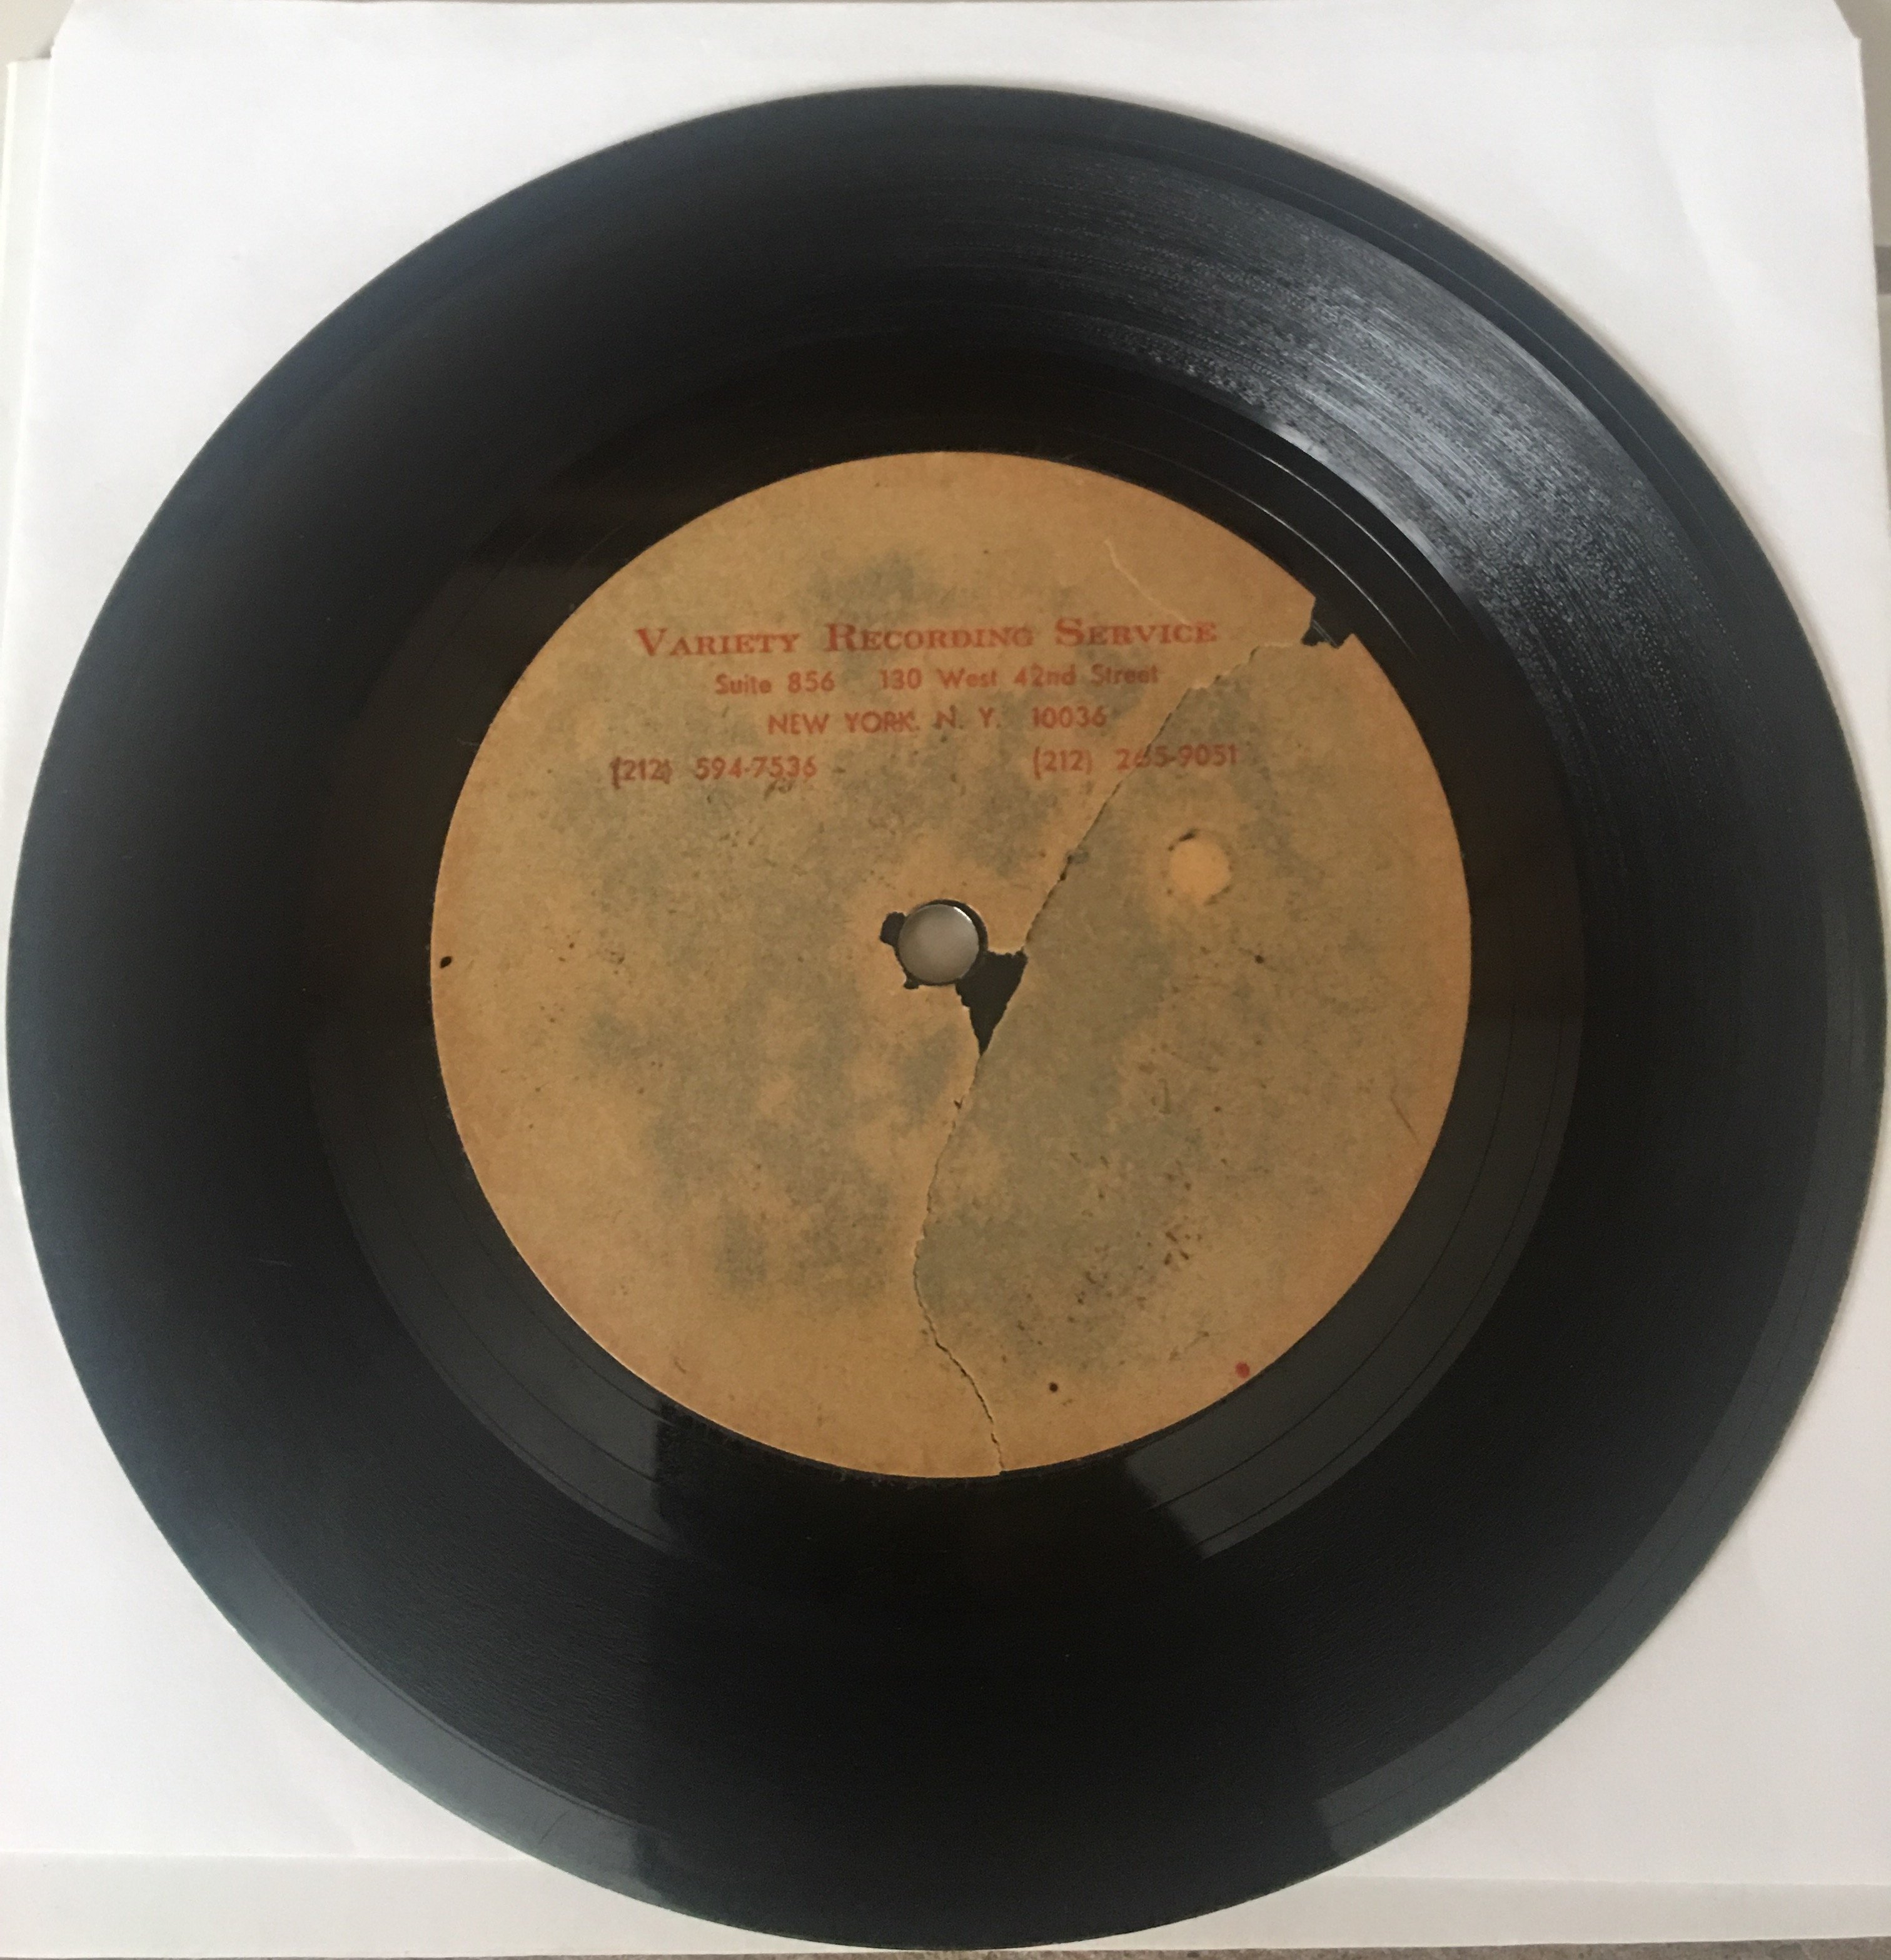 VARIETY RECORDING SERVICE
Suite 856 130 West 42nd Street
NEW YORK, N. Y. 10036
(212) 594-7536 (212) 265-9051